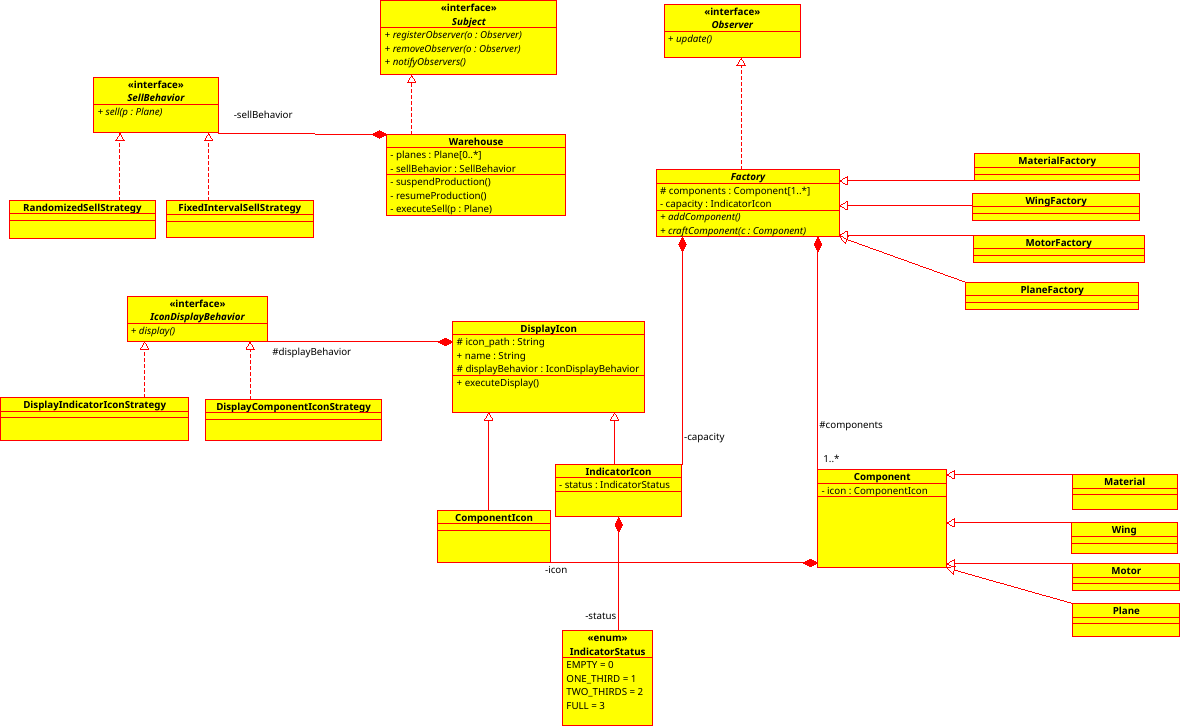 «interface»
Subject
+ registerObserver(o : Observer)
+ removeObserver(o : Observer)
+ notifyObservers()
«interface»
Observer
+ update()
«interface»
SellBehavior
+ sell(p : Plane)
-sellBehavior
Warehouse
- planes : Plane[0..*]
- sellBehavior : SellBehavior
- suspendProduction()
- resumeProduction()
- executeSell(p : Plane)
RandomizedSellStrategy
FixedIntervalSellStrategy
Factory
# components : Component[1..*]
- capacity : IndicatorIcon
+ addComponent()
+ craftComponent(c : Component)
MaterialFactory
WingFactory
MotorFactory
PlaneFactory
«interface»
IconDisplayBehavior
+ display()
#displayBehavior
DisplayIcon
# icon_path : String
+ name : String
# displayBehavior : IconDisplayBehavior
+ executeDisplay()
DisplayIndicatorIconStrategy
DisplayComponentIconStrategy
-capacity
#components
1..*
IndicatorIcon
- status : IndicatorStatus
ComponentIcon
-icon
Component
- icon : ComponentIcon
Material
Wing
Motor
Plane
-status
«enum»
IndicatorStatus
EMPTY = 0
ONE_THIRD = 1
TWO_THIRDS = 2
FULL = 3